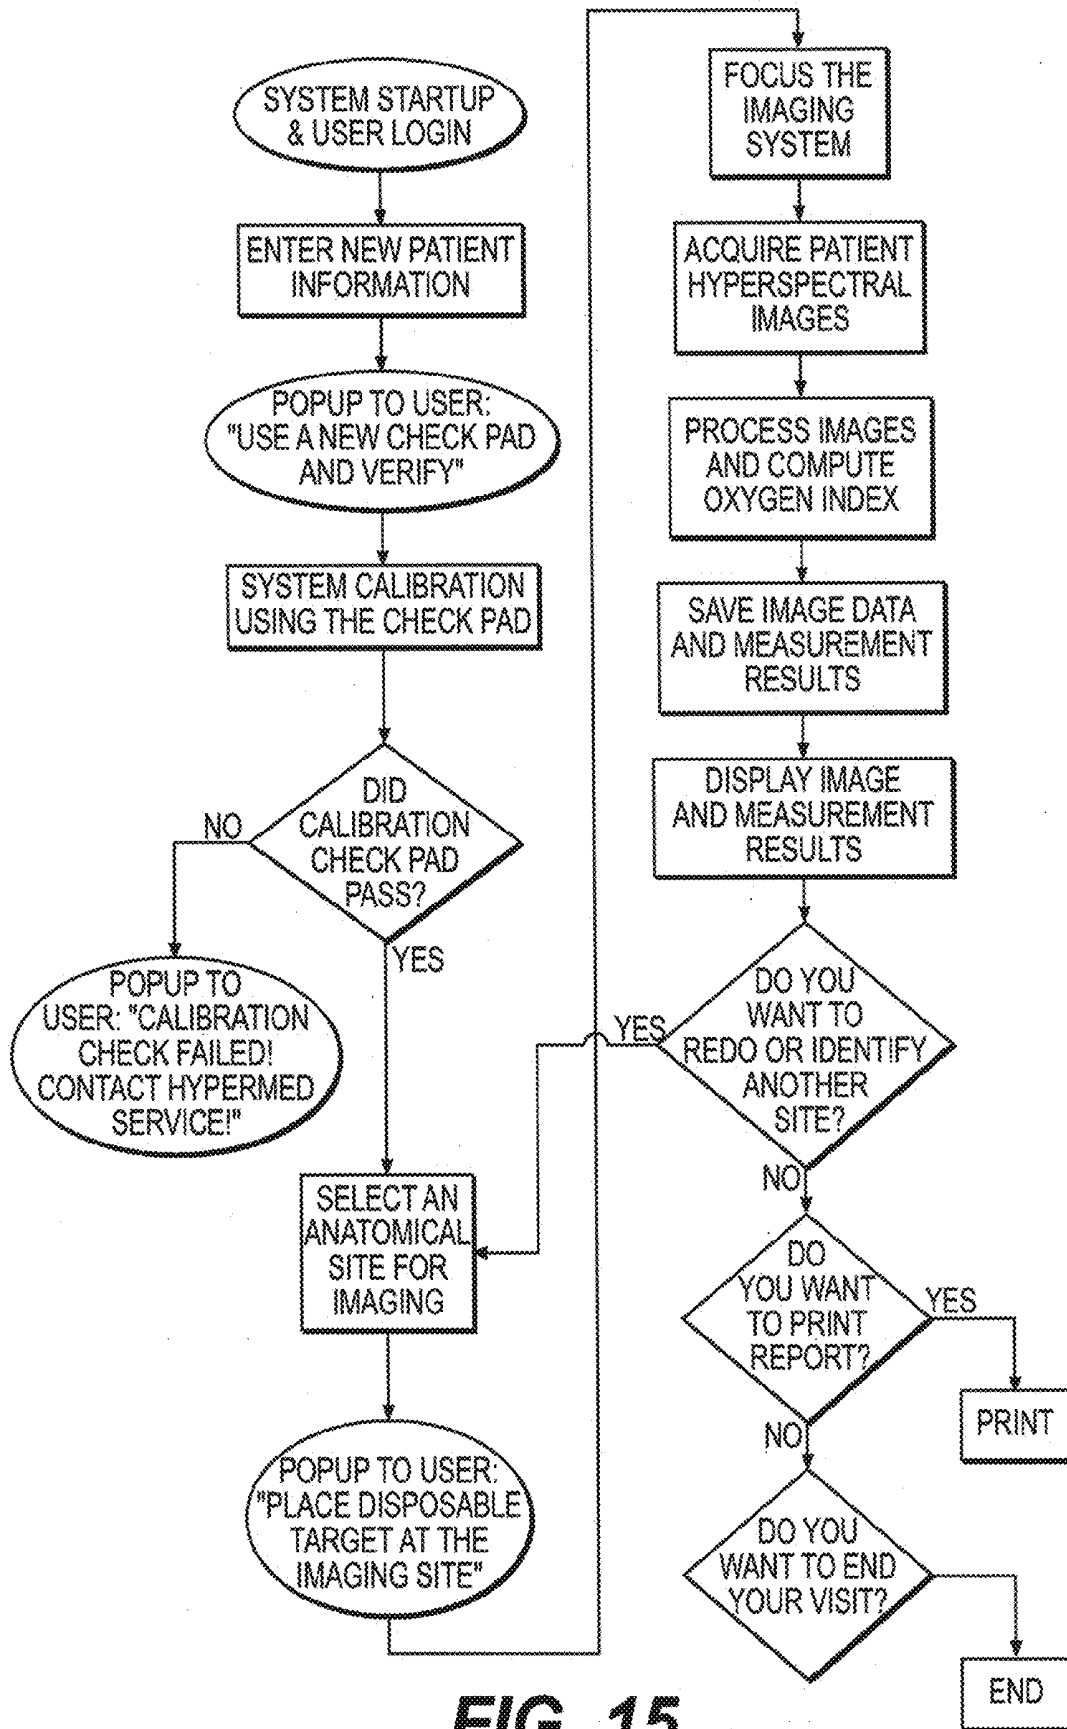 SYSTEM STARTUP
& USER LOGIN
ENTER NEW PATIENT
INFORMATION
POPUP TO USER:
"USE A NEW CHECK PAD
AND VERIFY"
SYSTEM CALIBRATION
USING THE CHECK PAD
DID
CALIBRATION
CHECK PAD
PASS?
NO
YES
POPUP TO
USER: "CALIBRATION
CHECK FAILED!
CONTACT HYPERMED
SERVICE!"
SELECT AN
ANATOMICAL
SITE FOR
IMAGING
POPUP TO USER:
"PLACE DISPOSABLE
TARGET AT THE
IMAGING SITE"
FOCUS THE
IMAGING
SYSTEM
ACQUIRE PATIENT
HYPERSPECTRAL
IMAGES
PROCESS IMAGES
AND COMPUTE
OXYGEN INDEX
SAVE IMAGE DATA
AND MEASUREMENT
RESULTS
DISPLAY IMAGE
AND MEASUREMENT
RESULTS
DO YOU
WANT TO
REDO OR IDENTIFY
ANOTHER
SITE?
YES
NO
DO
YOU WANT
TO PRINT
REPORT?
YES
PRINT
NO
DO YOU
WANT TO END
YOUR VISIT?
END
FIG. 15